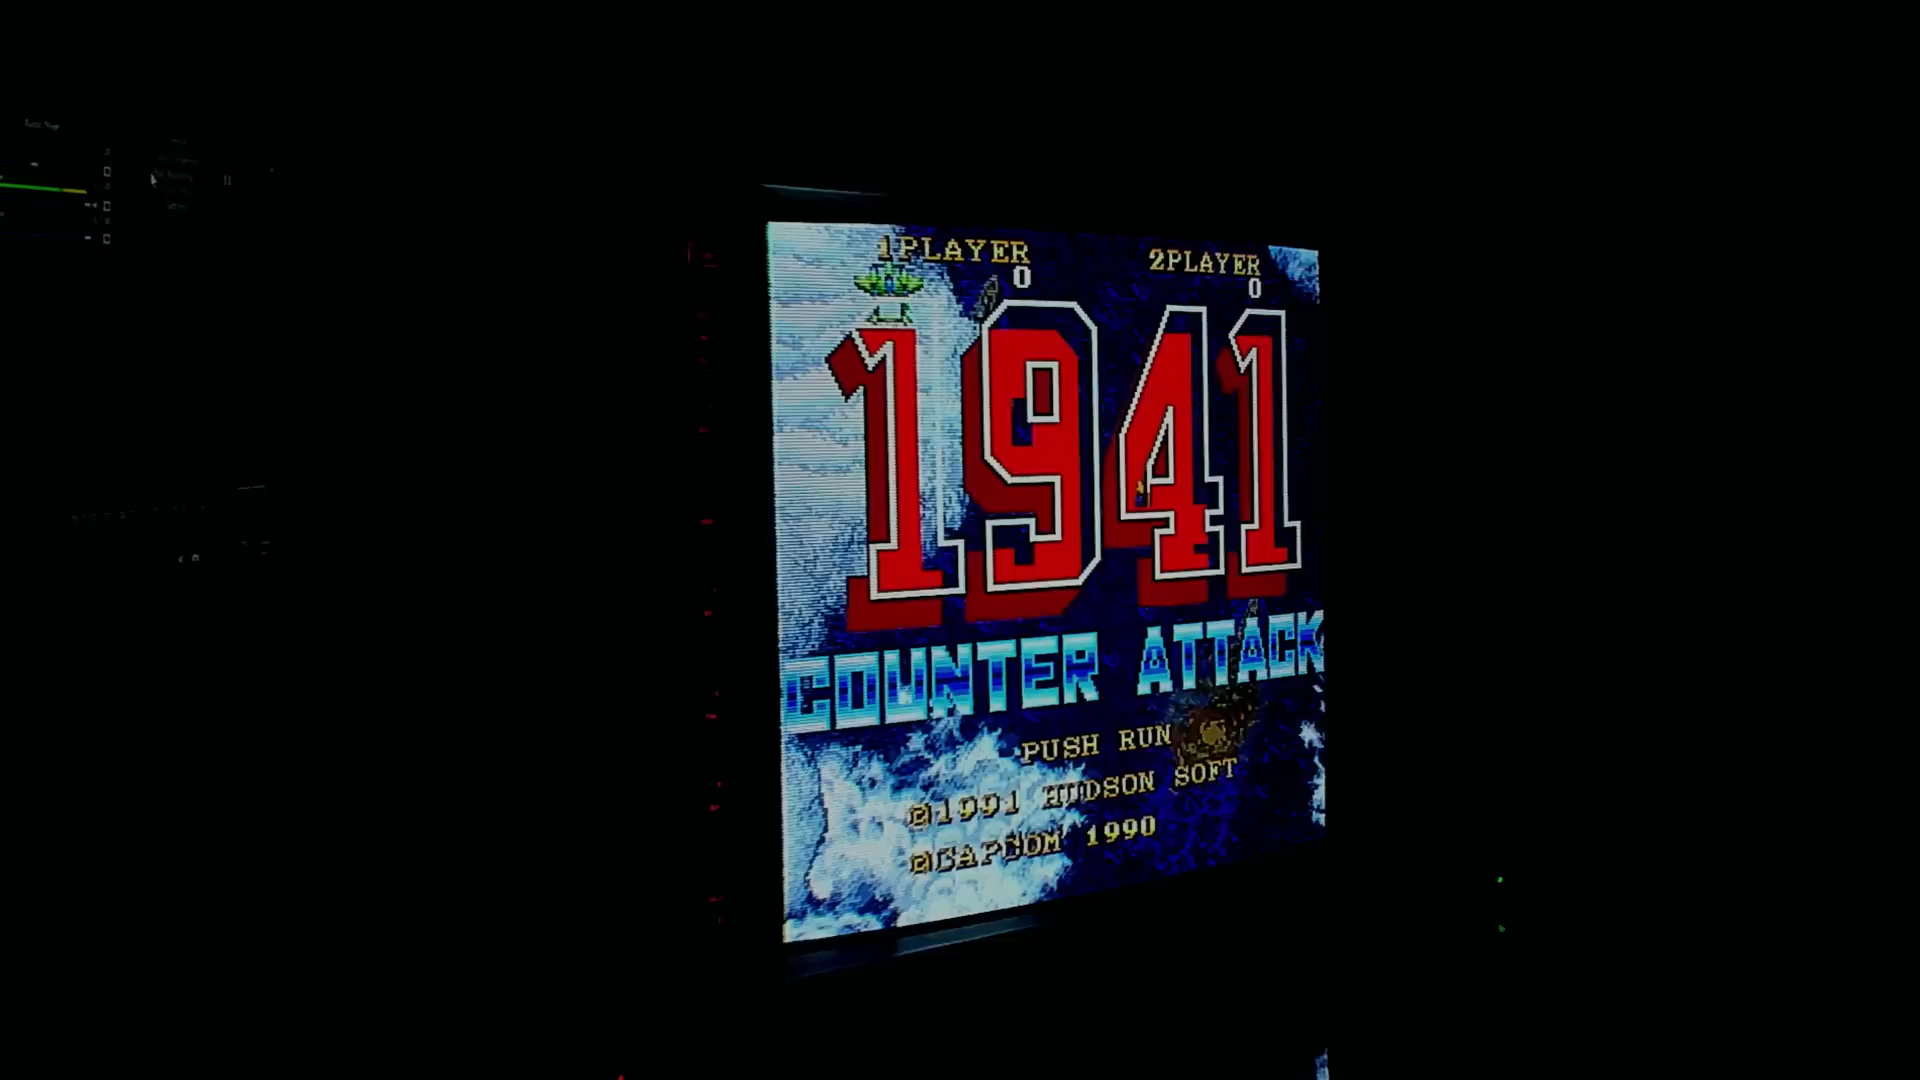 1PLAYER 2PLAYER
0 0
1941
COUNTER ATTACK
PUSH RUN
©1991 HUDSON SOFT
©CAPCOM 1990